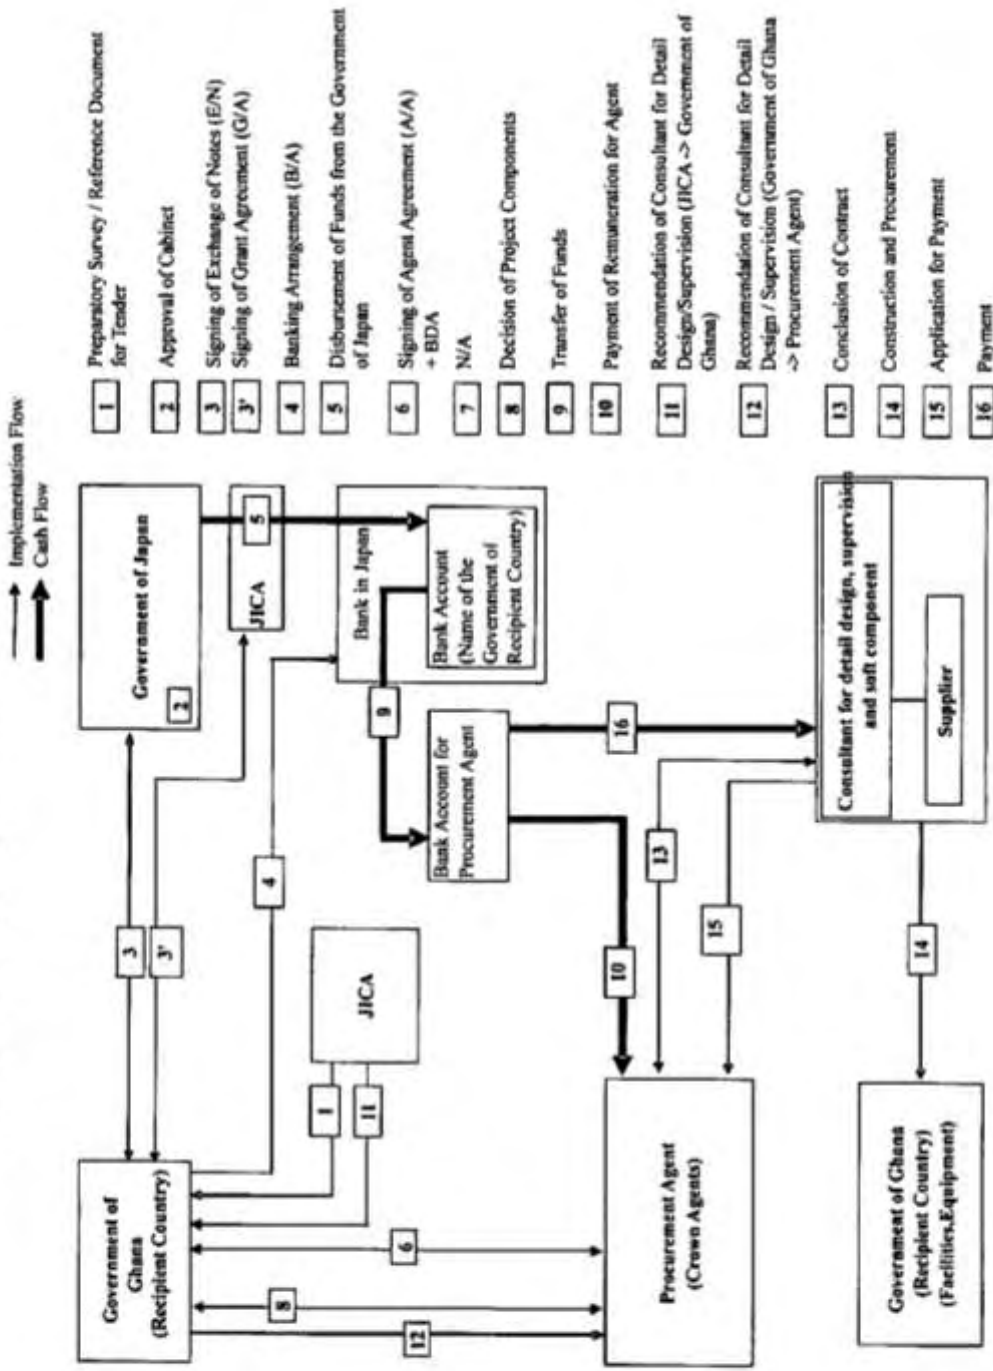 Implementation Flow
Cash Flow
Government of
Ghana
(Recipient Country)
3
3'
Government of Japan
2
JICA
5
4
Bank in Japan
Bank Account
(Name of the
Government of
Recipient Country)
9
Bank Account for
Procurement Agent
JICA
1
11
6
8
12
10
16
13
15
Procurement Agent
(Crown Agents)
Consultant for detail design, supervision
and soft component
Supplier
14
Government of Ghana
(Recipient Country)
(Facilities,Equipment)
1 Preparatory Survey / Reference Document
for Tender
2 Approval of Cabinet
3 Signing of Exchange of Notes (E/N)
3' Signing of Grant Agreement (G/A)
4 Banking Arrangement (B/A)
5 Disbursement of Funds from the Government
of Japan
6 Signing of Agent Agreement (A/A)
+ BDA
7 N/A
8 Decision of Project Components
9 Transfer of Funds
10 Payment of Remuneration for Agent
11 Recommendation of Consultant for Detail
Design/Supervision (JICA -> Government of
Ghana)
12 Recommendation of Consultant for Detail
Design / Supervision (Government of Ghana
-> Procurement Agent)
13 Conclusion of Contract
14 Construction and Procurement
15 Application for Payment
16 Payment